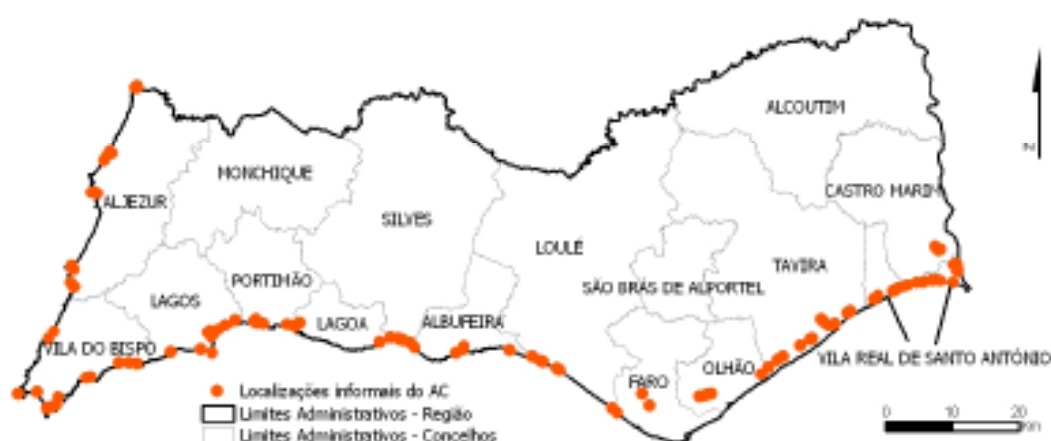 ALCOUTIM
MONCHIQUE
CASTRO MARIM
ALJEZUR
SILVES
LOULÉ
TAVIRA
PORTIMÃO
SÃO BRÁS DE ALPORTEL
LAGOS
LAGOA
ALBUFEIRA
VILA DO BISPO
VILA REAL DE SANTO ANTÓNIO
OLHÃO
FARO
Localizações informais do AC
Limites Administrativos - Região
Limites Administrativos - Concelhos
0 10 20
Km
N